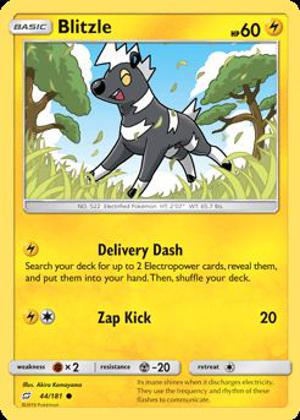 BASIC Blitzle HP60
NO. 522 Electrified Pokémon HT: 2'07" WT: 65.7 lbs.
Delivery Dash
Search your deck for up to 2 Electropower cards, reveal them,
and put them into your hand. Then, shuffle your deck.
Zap Kick 20
weakness ×2 resistance -20 retreat
Illus. Akira Komayama
44/181
©2019 Pokémon
Its mane shines when it discharges electricity.
They use the frequency and rhythm of these
flashes to communicate.